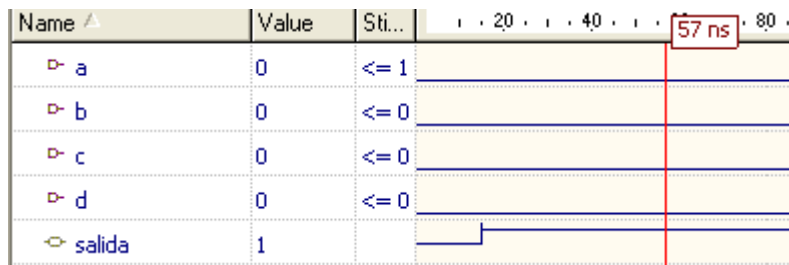 Name Value Sti... 20 40 80
57 ns
a 0 <= 1
b 0 <= 0
c 0 <= 0
d 0 <= 0
salida 1